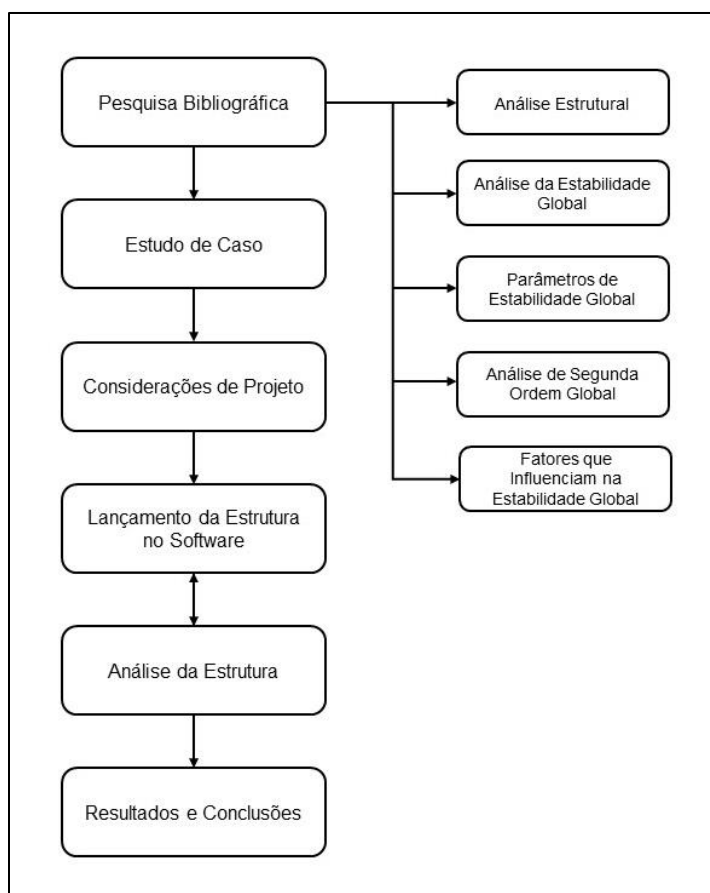 Pesquisa Bibliográfica
Estudo de Caso
Considerações de Projeto
Lançamento da Estrutura
no Software
Análise da Estrutura
Resultados e Conclusões
Análise Estrutural
Análise da Estabilidade
Global
Parâmetros de
Estabilidade Global
Análise de Segunda
Ordem Global
Fatores que
Influenciam na
Estabilidade Global